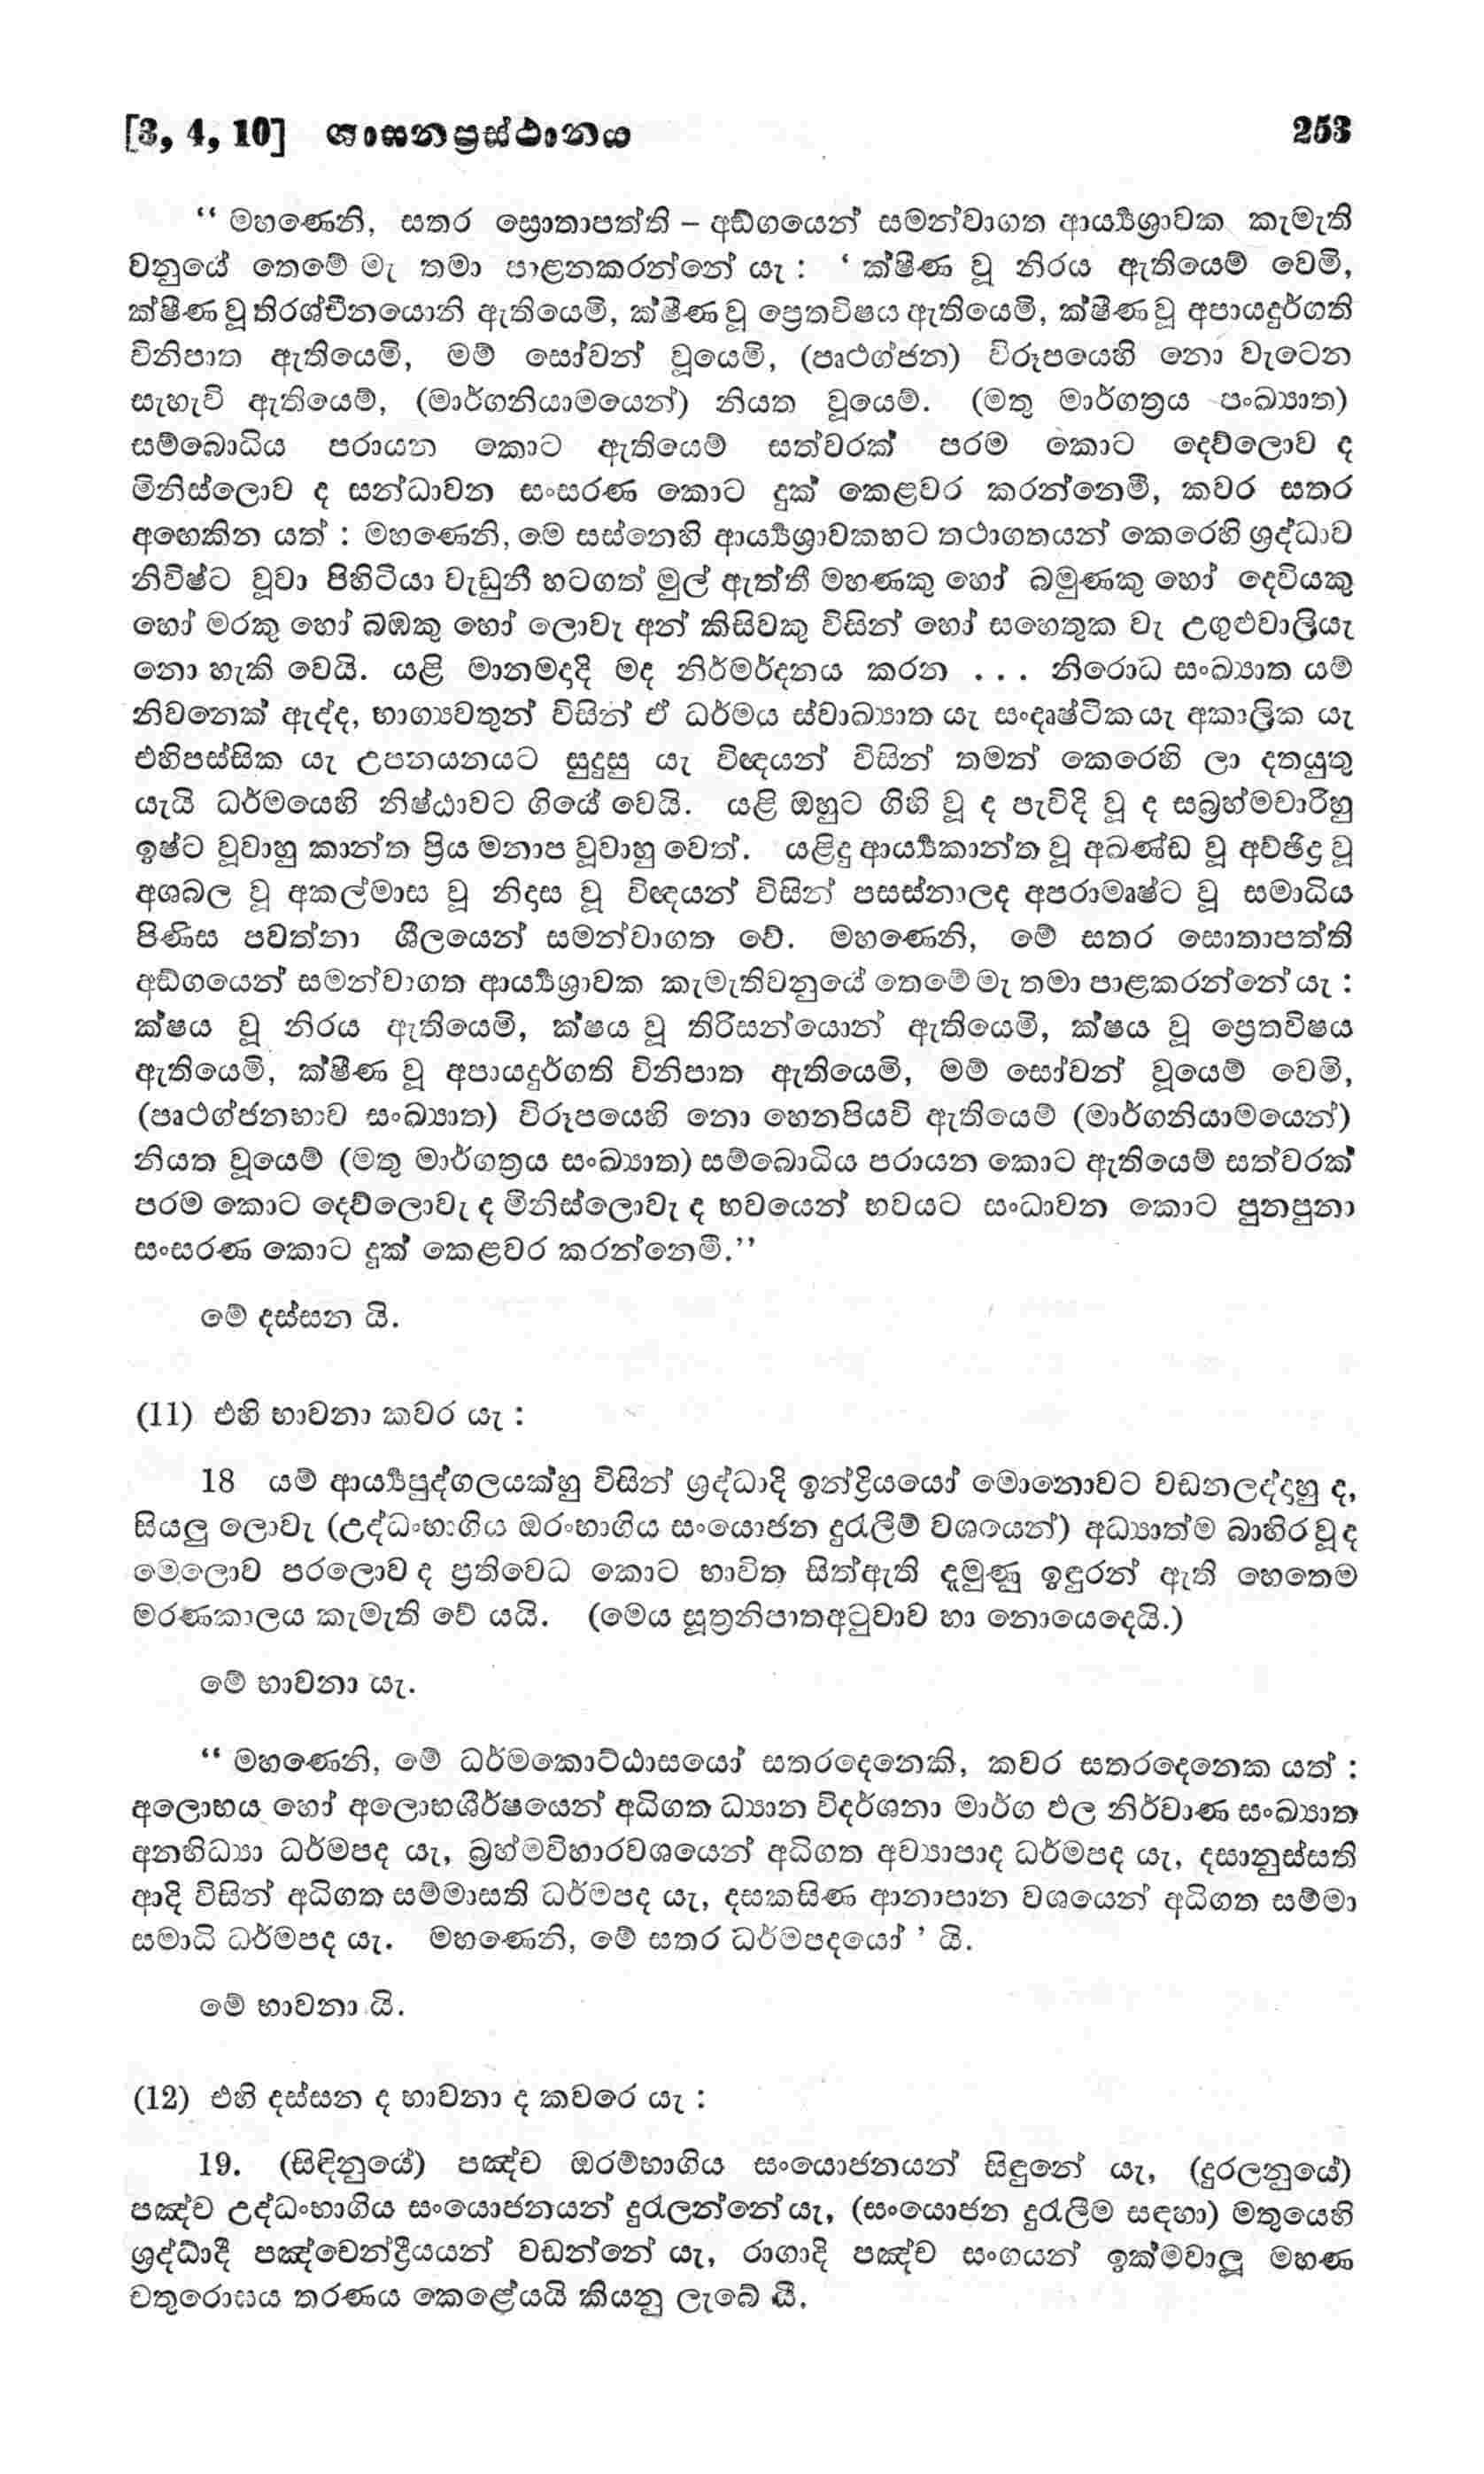 [3, 4, 10] ශාසනප්‍රස්ථානය 253
“ මහණෙනි, සතර ස්‍රොතාපත්ති – අඞ්ගයෙන් සමන්වාගත ආර්‍ය්‍යශ්‍රාවක කැමැති
වනුයේ තෙමේ මැ තමා පාළනකරන්නේ යැ : ‘ ක්ෂීණ වූ නිරය ඇතියෙම් වෙමි,
ක්ෂීණ වූ තිරශ්චීනයොනි ඇතියෙමි, ක්ෂීණ වූ ප්‍රෙතවිෂය ඇතියෙමි, ක්ෂීණ වූ අපායදුර්ගති
විනිපාත ඇතියෙමි, මම් සෝවන් වූයෙමි, (පෘථග්ජන) විරූපයෙහි නො වැටෙන
සැහැවි ඇතියෙම්, (මාර්ගනියාමයෙන්) නියත වූයෙම්. (මතු මාර්ගත්‍රය පංඛ්‍යාත)
සම්බොධිය පරායන කොට ඇතියෙම් සත්වරක් පරම කොට දෙව්ලොව ද
මිනිස්ලොව ද සන්ධාවන සංසරණ කොට දුක් කෙළවර කරන්නෙමී, කවර සතර
අඟෙකින යත් : මහණෙනි, මෙ සස්නෙහි ආර්‍ය්‍යශ්‍රාවකහට තථාගතයන් කෙරෙහි ශ්‍රද්ධාව
නිවිෂ්ට වූවා පිහිටියා වැඩුනී හටගත් මුල් ඇත්තී මහණකු හෝ බමුණකු හෝ දෙවියකු
හෝ මරකු හෝ බඹකු හෝ ලොවැ අන් කිසිවකු විසින් හෝ සහෙතුක වැ උගුළුවාලියැ
නො හැකි වෙයි. යළි මානමදාදි මද නිර්මර්දනය කරන . . . නිරොධ සංඛ්‍යාත යම්
නිවනෙක් ඇද්ද, භාග්‍යවතුන් විසින් ඒ ධර්මය ස්වාඛ්‍යාත යැ සංදෘෂ්ටික යැ අකාලික යැ
එහිපස්සික යැ උපනයනයට සුදුසු යැ විඥයන් විසින් තමන් කෙරෙහි ලා දතයුතු
යැයි ධර්මයෙහි නිෂ්ඨාවට ගියේ වෙයි. යළි ඔහුට ගිහි වූ ද පැවිදි වූ ද සබ්‍රහ්මචාරීහු
ඉෂ්ට වූවාහු කාන්ත ප්‍රිය මනාප වූවාහු වෙත්. යළිදු ආර්‍ය්‍යකාන්ත වූ අඛණ්ඩ වූ අච්ඡිද්‍ර වූ
අශබල වූ අකල්මාස වූ නිදාස වූ විඥයන් විසින් පසස්නාලද අපරාමෘෂ්ට වූ සමාධිය
පිණිස පවත්නා ශීලයෙන් සමන්වාගත වේ. මහණෙනි, මේ සතර සොතාපත්ති
අඞ්ගයෙන් සමන්වාගත ආර්‍ය්‍යශ්‍රාවක කැමැතිවනුයේ තෙමේ මැ තමා පාළකරන්නේ යැ :
ක්ෂය වූ නිරය ඇතියෙමි, ක්ෂය වූ තිරිසන්යොන් ඇතියෙමි, ක්ෂය වූ ප්‍රෙතවිෂය
ඇතියෙමි, ක්ෂීණ වූ අපායදුර්ගති විනිපාත ඇතියෙමි, මම් සෝවන් වූයෙම් වෙමි,
(පෘථග්ජනභාව සංඛ්‍යාත) විරූපයෙහි නො හෙනපියවි ඇතියෙම් (මාර්ගනියාමයෙන්)
නියත වූයෙම් (මතු මාර්ගත්‍රය සංඛ්‍යාත) සම්බොධිය පරායන කොට ඇතියෙම් සත්වරක්
පරම කොට දෙව්ලොවැ ද මිනිස්ලොවැ ද භවයෙන් භවයට සංධාවන කොට පුනපුනා
සංසරණ කොට දුක් කෙළවර කරන්නෙමී.’’
මේ දස්සන යි.
(11) එහි භාවනා කවර යැ :
18 යම් ආර්‍ය්‍යපුද්ගලයක්හු විසින් ශ්‍රද්ධාදි ඉන්ද්‍රියයෝ මොනොවට වඩනලද්දාහු ද,
සියලු ලොවැ (උද්ධංභාගිය ඔරංභාගිය සංයොජන දුරැලීම් වශයෙන්) අධ්‍යාත්ම බාහිර වූ ද
මෙලොව පරලොව ද ප්‍රතිවෙධ කොට භාවිත සිත්ඇති දැමුණු ඉඳුරන් ඇති හෙතෙම
මරණකාලය කැමැති වේ යයි. (මෙය සූත්‍රනිපාතඅටුවාව හා නොයෙදෙයි.)
මේ භාවනා යැ.
“ මහණෙනි, මේ ධර්මකොට්ඨාසයෝ සතරදෙනෙකි, කවර සතරදෙනෙක යත් :
අලොභය හෝ අලොභශීර්ෂයෙන් අධිගත ධ්‍යාන විදර්ශනා මාර්ග ඵල නිර්වාණ සංඛ්‍යාත
අනභිධ්‍යා ධර්මපද යැ, බ්‍රහ්මවිහාරවශයෙන් අධිගත අව්‍යාපාද ධර්මපද යැ, දසානුස්සති
ආදි විසින් අධිගත සම්මාසති ධර්මපද යැ, දසකසිණ ආනාපාන වශයෙන් අධිගත සම්මා
සමාධි ධර්මපද යැ. මහණෙනි, මේ සතර ධර්මපදයෝ ’ යි.
මේ භාවනා යි.
(12) එහි දස්සන ද භාවනා ද කවරෙ යැ :
19. (සිඳිනුයේ) පඤ්ච ඔරම්භාගිය සංයොජනයන් සිඳුනේ යැ, (දුරලනුයේ)
පඤ්ච උද්ධංභාගිය සංයොජනයන් දුරැලන්නේ යැ, (සංයොජන දුරැලීම සඳහා) මතුයෙහි
ශ්‍රද්ධාදී පඤ්චෙන්ද්‍රියයන් වඩන්නේ යැ, රාගාදි පඤ්ච සංගයන් ඉක්මවාලූ මහණ
චතුරොඝය තරණය කෙළේයයි කියනු ලැබේ යී.